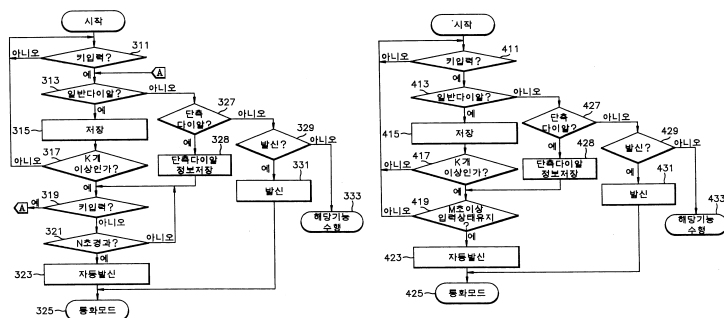 시작
아니오
키입력?
311
예
A
313
일반다이알?
아니오
예
315
저장
317
K개
이상인가?
아니오
예
319
키입력?
예
A
아니오
321
N초경과?
아니오
예
323
자동발신
325
통화모드
단축
다이알?
327
아니오
예
328
단축다이알
정보저장
발신?
329
아니오
예
331
발신
333
해당기능
수행
시작
아니오
키입력?
411
예
413
일반다이알?
아니오
예
415
저장
417
K개
이상인가?
아니오
예
419
M초이상
입력상태유지
?
아니오
예
423
자동발신
425
통화모드
단축
다이알?
427
아니오
예
428
단축다이알
정보저장
발신?
429
아니오
예
431
발신
433
해당기능
수행